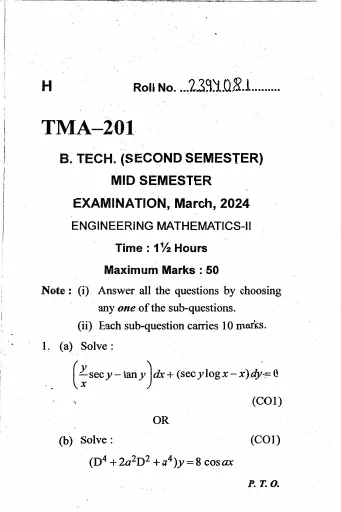 H Roll No. ...2394081.........
TMA–201
B. TECH. (SECOND SEMESTER)
MID SEMESTER
EXAMINATION, March, 2024
ENGINEERING MATHEMATICS-II
Time : 1½ Hours
Maximum Marks : 50
Note : (i) Answer all the questions by choosing
any one of the sub-questions.
(ii) Each sub-question carries 10 marks.
1. (a) Solve :
(y/x sec y – tan y) dx + (sec y log x – x) dy = 0
(CO1)
OR
(b) Solve : (CO1)
(D⁴ + 2a²D² + a⁴) y = 8 cos ax
P. T. O.